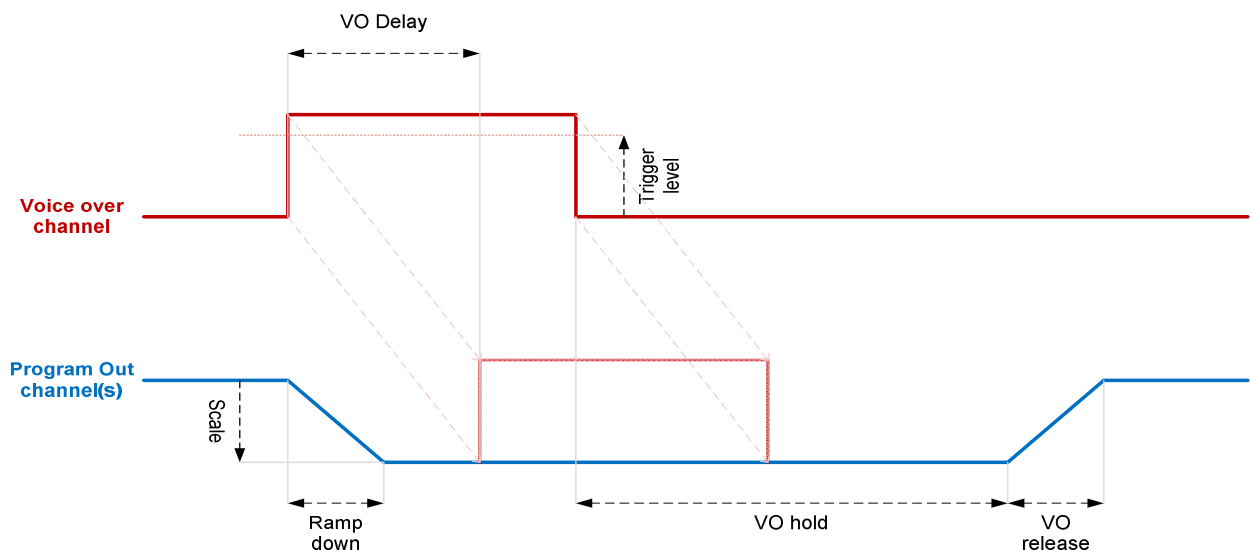 VO Delay
Trigger
level
Voice over
channel
Program Out
channel(s)
Scale
Ramp
down
VO hold
VO
release